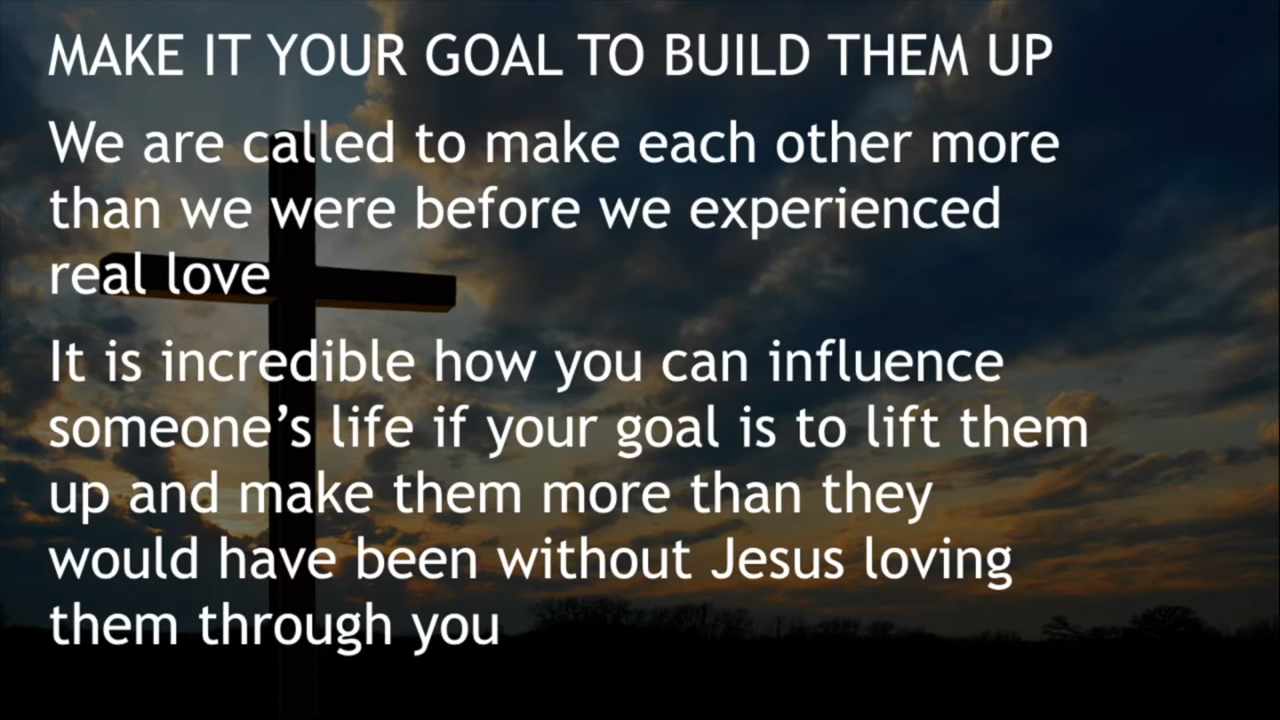 MAKE IT YOUR GOAL TO BUILD THEM UP
We are called to make each other more
than we were before we experienced
real love
It is incredible how you can influence
someone’s life if your goal is to lift them
up and make them more than they
would have been without Jesus loving
them through you